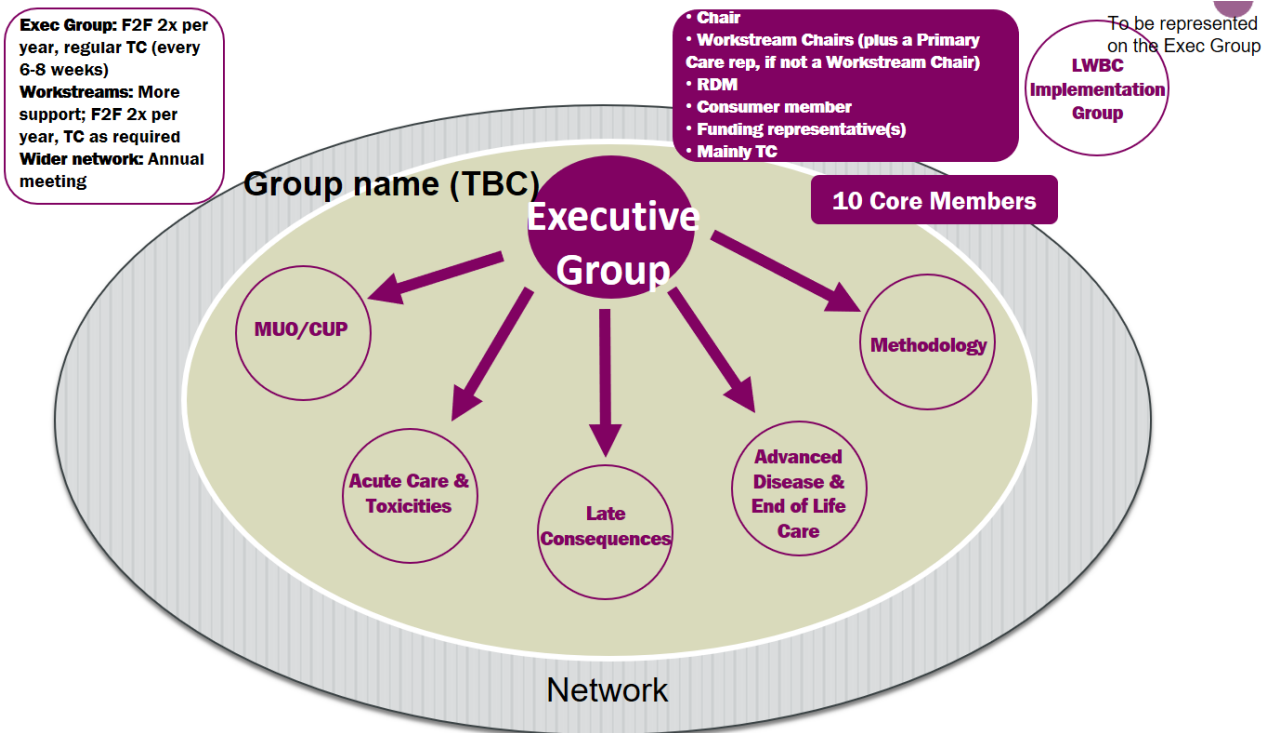 Exec Group: F2F 2x per
year, regular TC (every
6-8 weeks)
Workstreams: More
support; F2F 2x per
year, TC as required
Wider network: Annual
meeting
• Chair
• Workstream Chairs (plus a Primary
Care rep, if not a Workstream Chair)
• RDM
• Consumer member
• Funding representative(s)
• Mainly TC
To be represented
on the Exec Group
LWBC
Implementation
Group
Group name (TBC)
10 Core Members
Executive
Group
MUO/CUP
Methodology
Acute Care &
Toxicities
Late
Consequences
Advanced
Disease &
End of Life
Care
Network